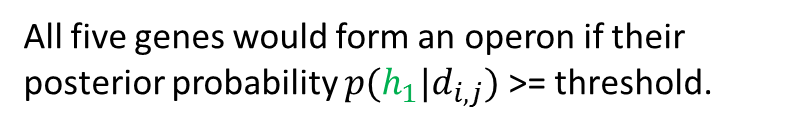 All five genes would form an operon if their
posterior probability p(h₁|dᵢ,ⱼ) >= threshold.